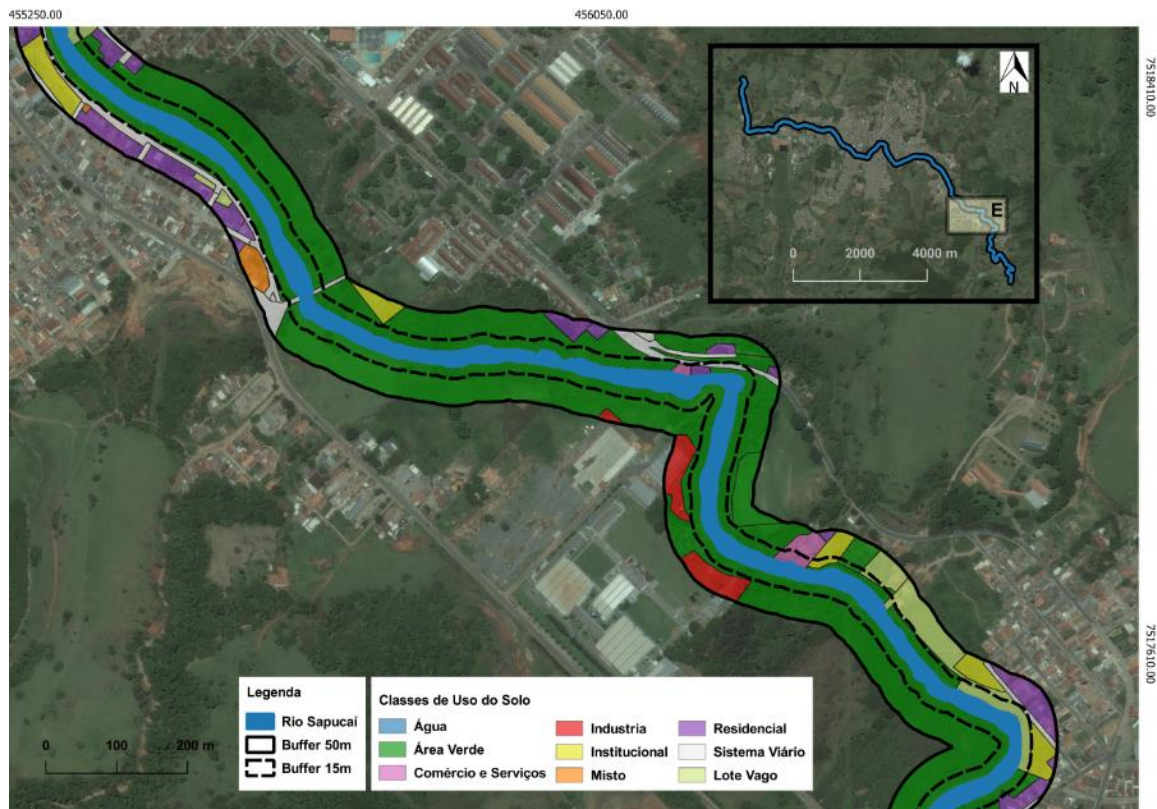 455250.00
456050.00
7518410.00
N
E
0 2000 4000 m
7517610.00
Legenda
Rio Sapucaí
Buffer 50m
Buffer 15m
0 100 200 m
Classes de Uso do Solo
Água
Área Verde
Comércio e Serviços
Industria
Institucional
Misto
Residencial
Sistema Viário
Lote Vago